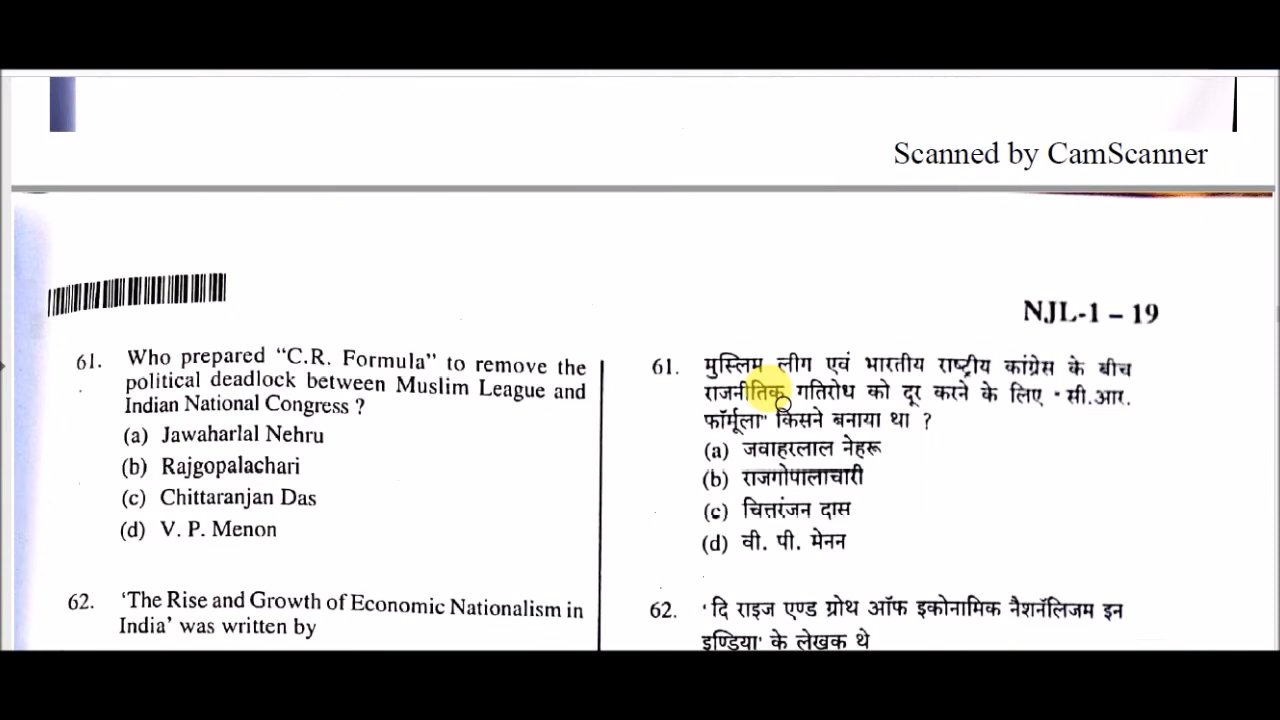 Scanned by CamScanner
NJL-1 – 19
61. Who prepared "C.R. Formula" to remove the
political deadlock between Muslim League and
Indian National Congress ?
(a) Jawaharlal Nehru
(b) Rajgopalachari
(c) Chittaranjan Das
(d) V. P. Menon
62. 'The Rise and Growth of Economic Nationalism in
India' was written by
61. मुस्लिम लीग एवं भारतीय राष्ट्रीय कांग्रेस के बीच
राजनीतिक गतिरोध को दूर करने के लिए "सी.आर.
फॉर्मूला" किसने बनाया था ?
(a) जवाहरलाल नेहरू
(b) राजगोपालाचारी
(c) चित्तरंजन दास
(d) वी. पी. मेनन
62. 'दि राइज एण्ड ग्रोथ ऑफ इकोनामिक नैशनॅलिजम इन
इण्डिया' के लेखक थे